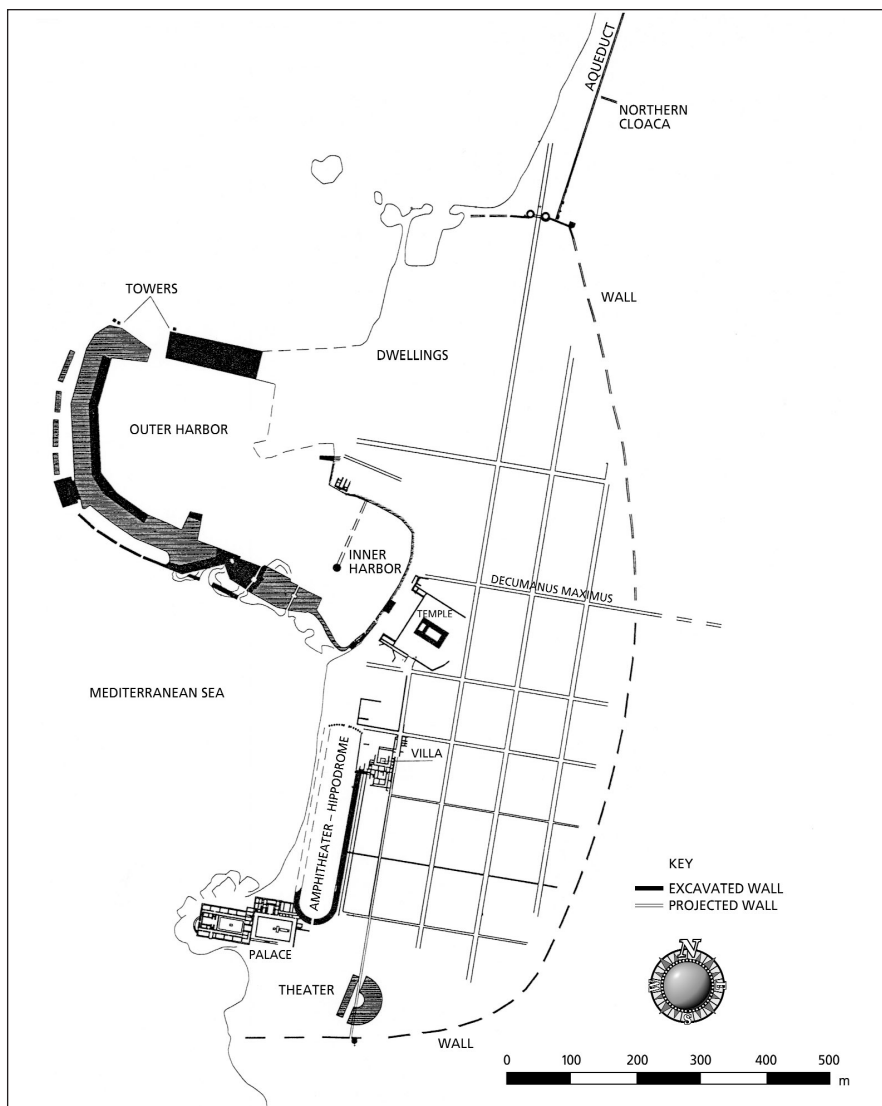 AQUEDUCT
NORTHERN
CLOACA
WALL
TOWERS
DWELLINGS
OUTER HARBOR
INNER
HARBOR
DECUMANUS MAXIMUS
TEMPLE
MEDITERRANEAN SEA
VILLA
AMPHITHEATER – HIPPODROME
KEY
EXCAVATED WALL
PROJECTED WALL
PALACE
N
W
E
S
THEATER
WALL
0 100 200 300 400 500
m